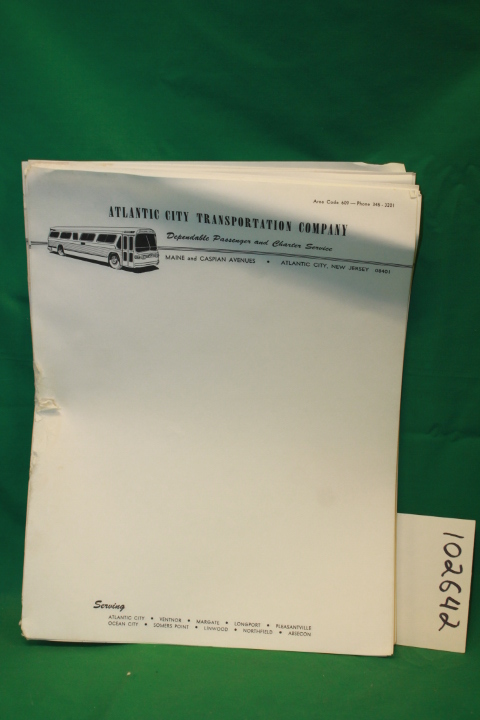 Area Code 609 — Phone 348-3201
ATLANTIC CITY TRANSPORTATION COMPANY
Dependable Passenger and Charter Service
MAINE and CASPIAN AVENUES • ATLANTIC CITY, NEW JERSEY 08401
Serving
ATLANTIC CITY • VENTNOR • MARGATE • LONGPORT • PLEASANTVILLE
OCEAN CITY • SOMERS POINT • LINWOOD • NORTHFIELD • ABSECON
102642